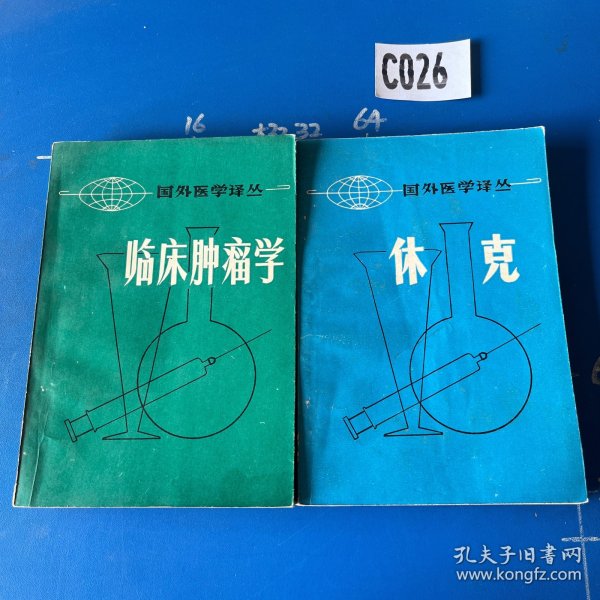 C026
16
32
64
国外医学译丛
临床肿瘤学
国外医学译丛
休克
孔夫子旧书网
www.kongfz.com